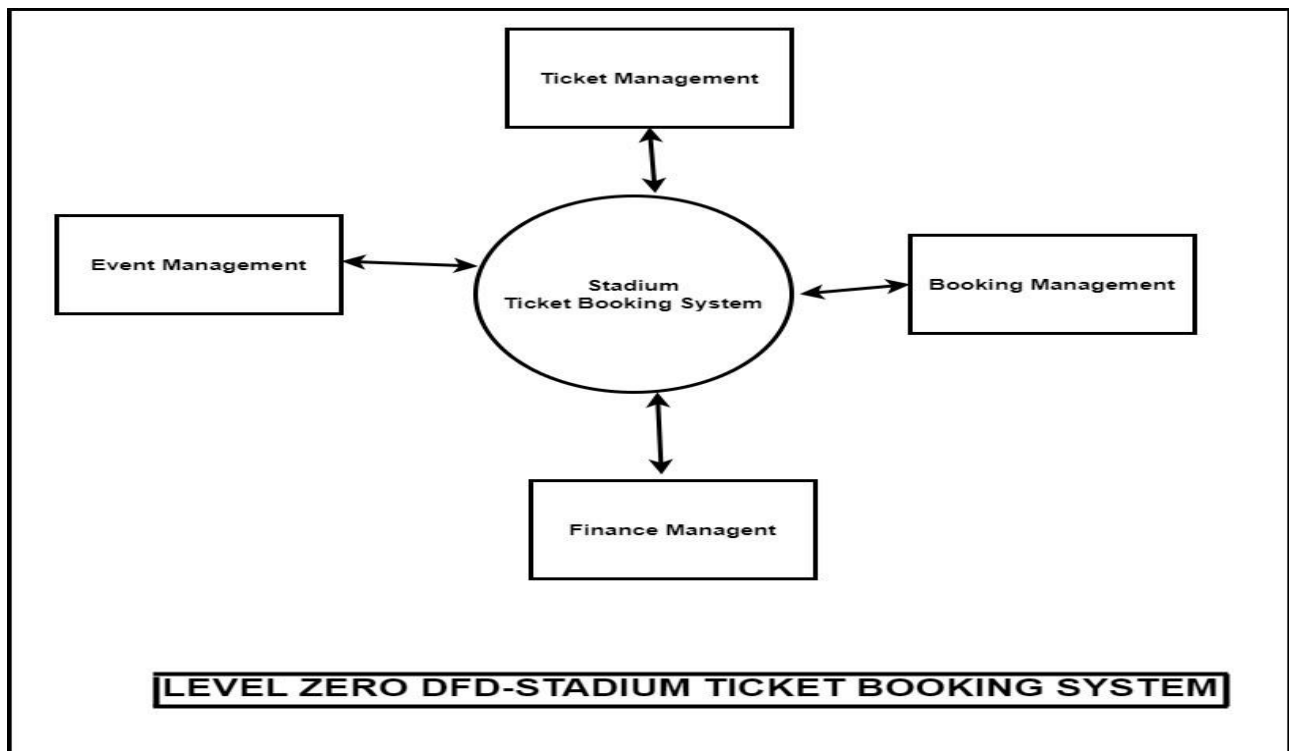 Ticket Management
Event Management
Stadium
Ticket Booking System
Booking Management
Finance Managent
LEVEL ZERO DFD-STADIUM TICKET BOOKING SYSTEM